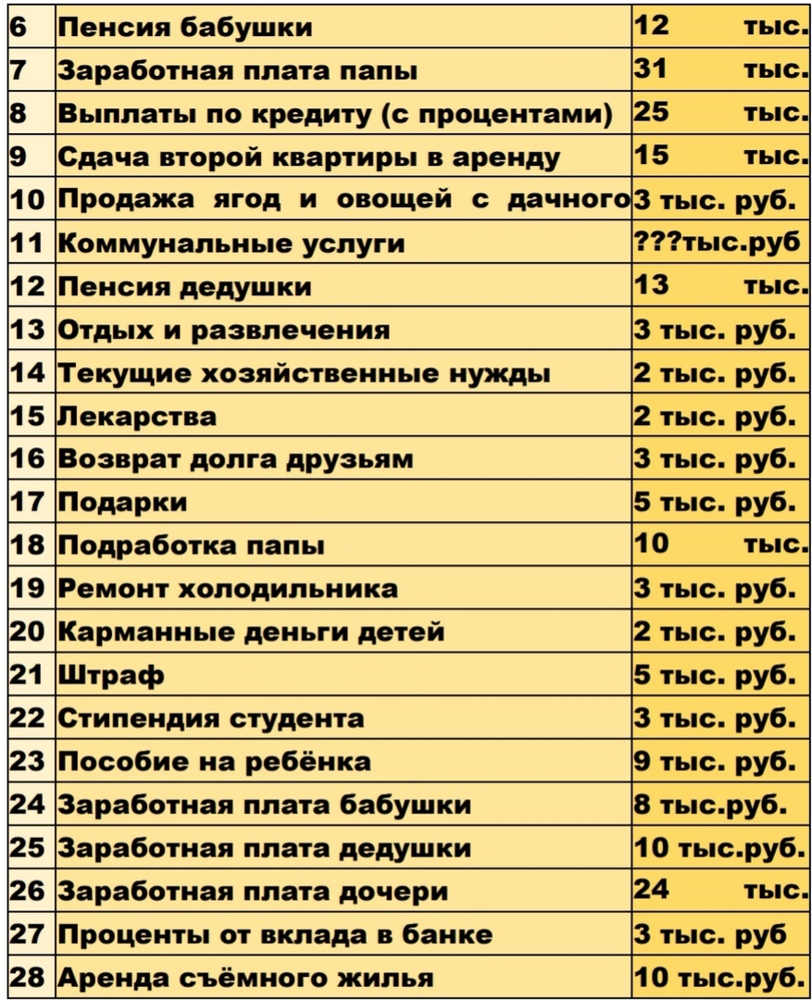 6 Пенсия бабушки 12 тыс.
7 Заработная плата папы 31 тыс.
8 Выплаты по кредиту (с процентами) 25 тыс.
9 Сдача второй квартиры в аренду 15 тыс.
10 Продажа ягод и овощей с дачного 3 тыс. руб.
11 Коммунальные услуги ???тыс.руб
12 Пенсия дедушки 13 тыс.
13 Отдых и развлечения 3 тыс. руб.
14 Текущие хозяйственные нужды 2 тыс. руб.
15 Лекарства 2 тыс. руб.
16 Возврат долга друзьям 3 тыс. руб.
17 Подарки 5 тыс. руб.
18 Подработка папы 10 тыс.
19 Ремонт холодильника 3 тыс. руб.
20 Карманные деньги детей 2 тыс. руб.
21 Штраф 5 тыс. руб.
22 Стипендия студента 3 тыс. руб.
23 Пособие на ребёнка 9 тыс. руб.
24 Заработная плата бабушки 8 тыс.руб.
25 Заработная плата дедушки 10 тыс.руб.
26 Заработная плата дочери 24 тыс.
27 Проценты от вклада в банке 3 тыс. руб
28 Аренда съёмного жилья 10 тыс.руб.